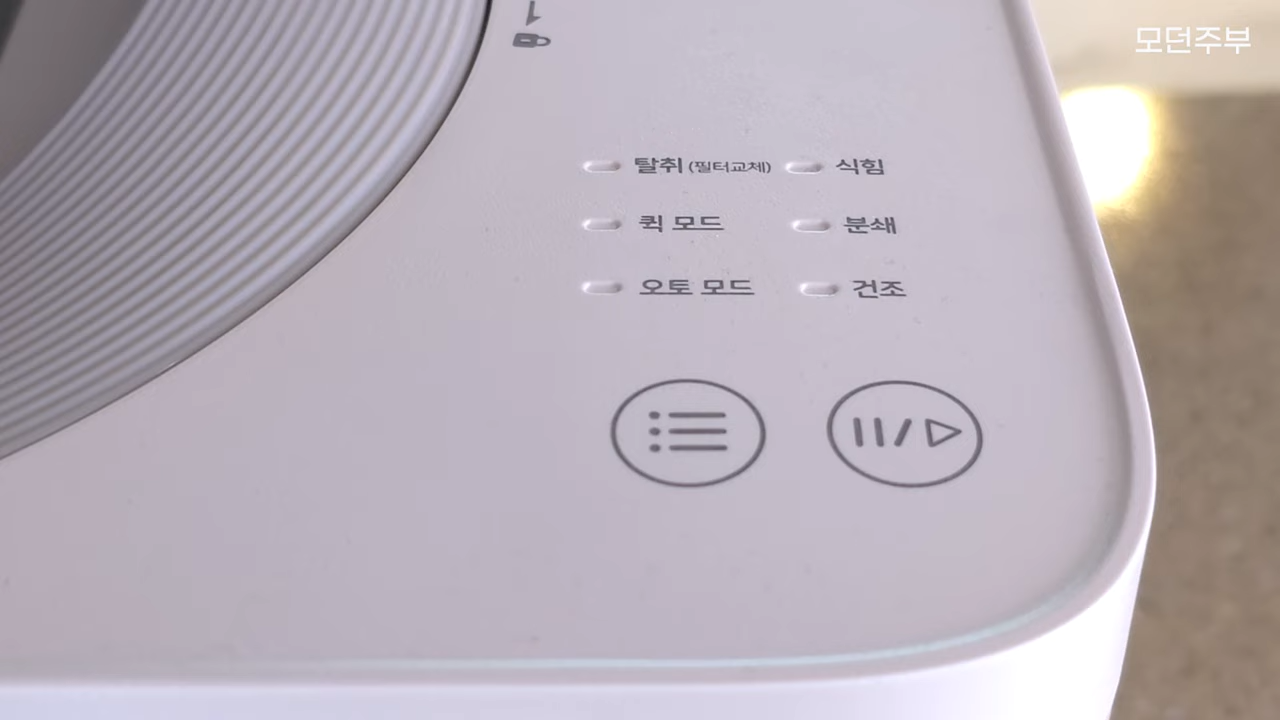 모던주부
탈취 (필터교체) 식힘
퀵 모드 분쇄
오토 모드 건조